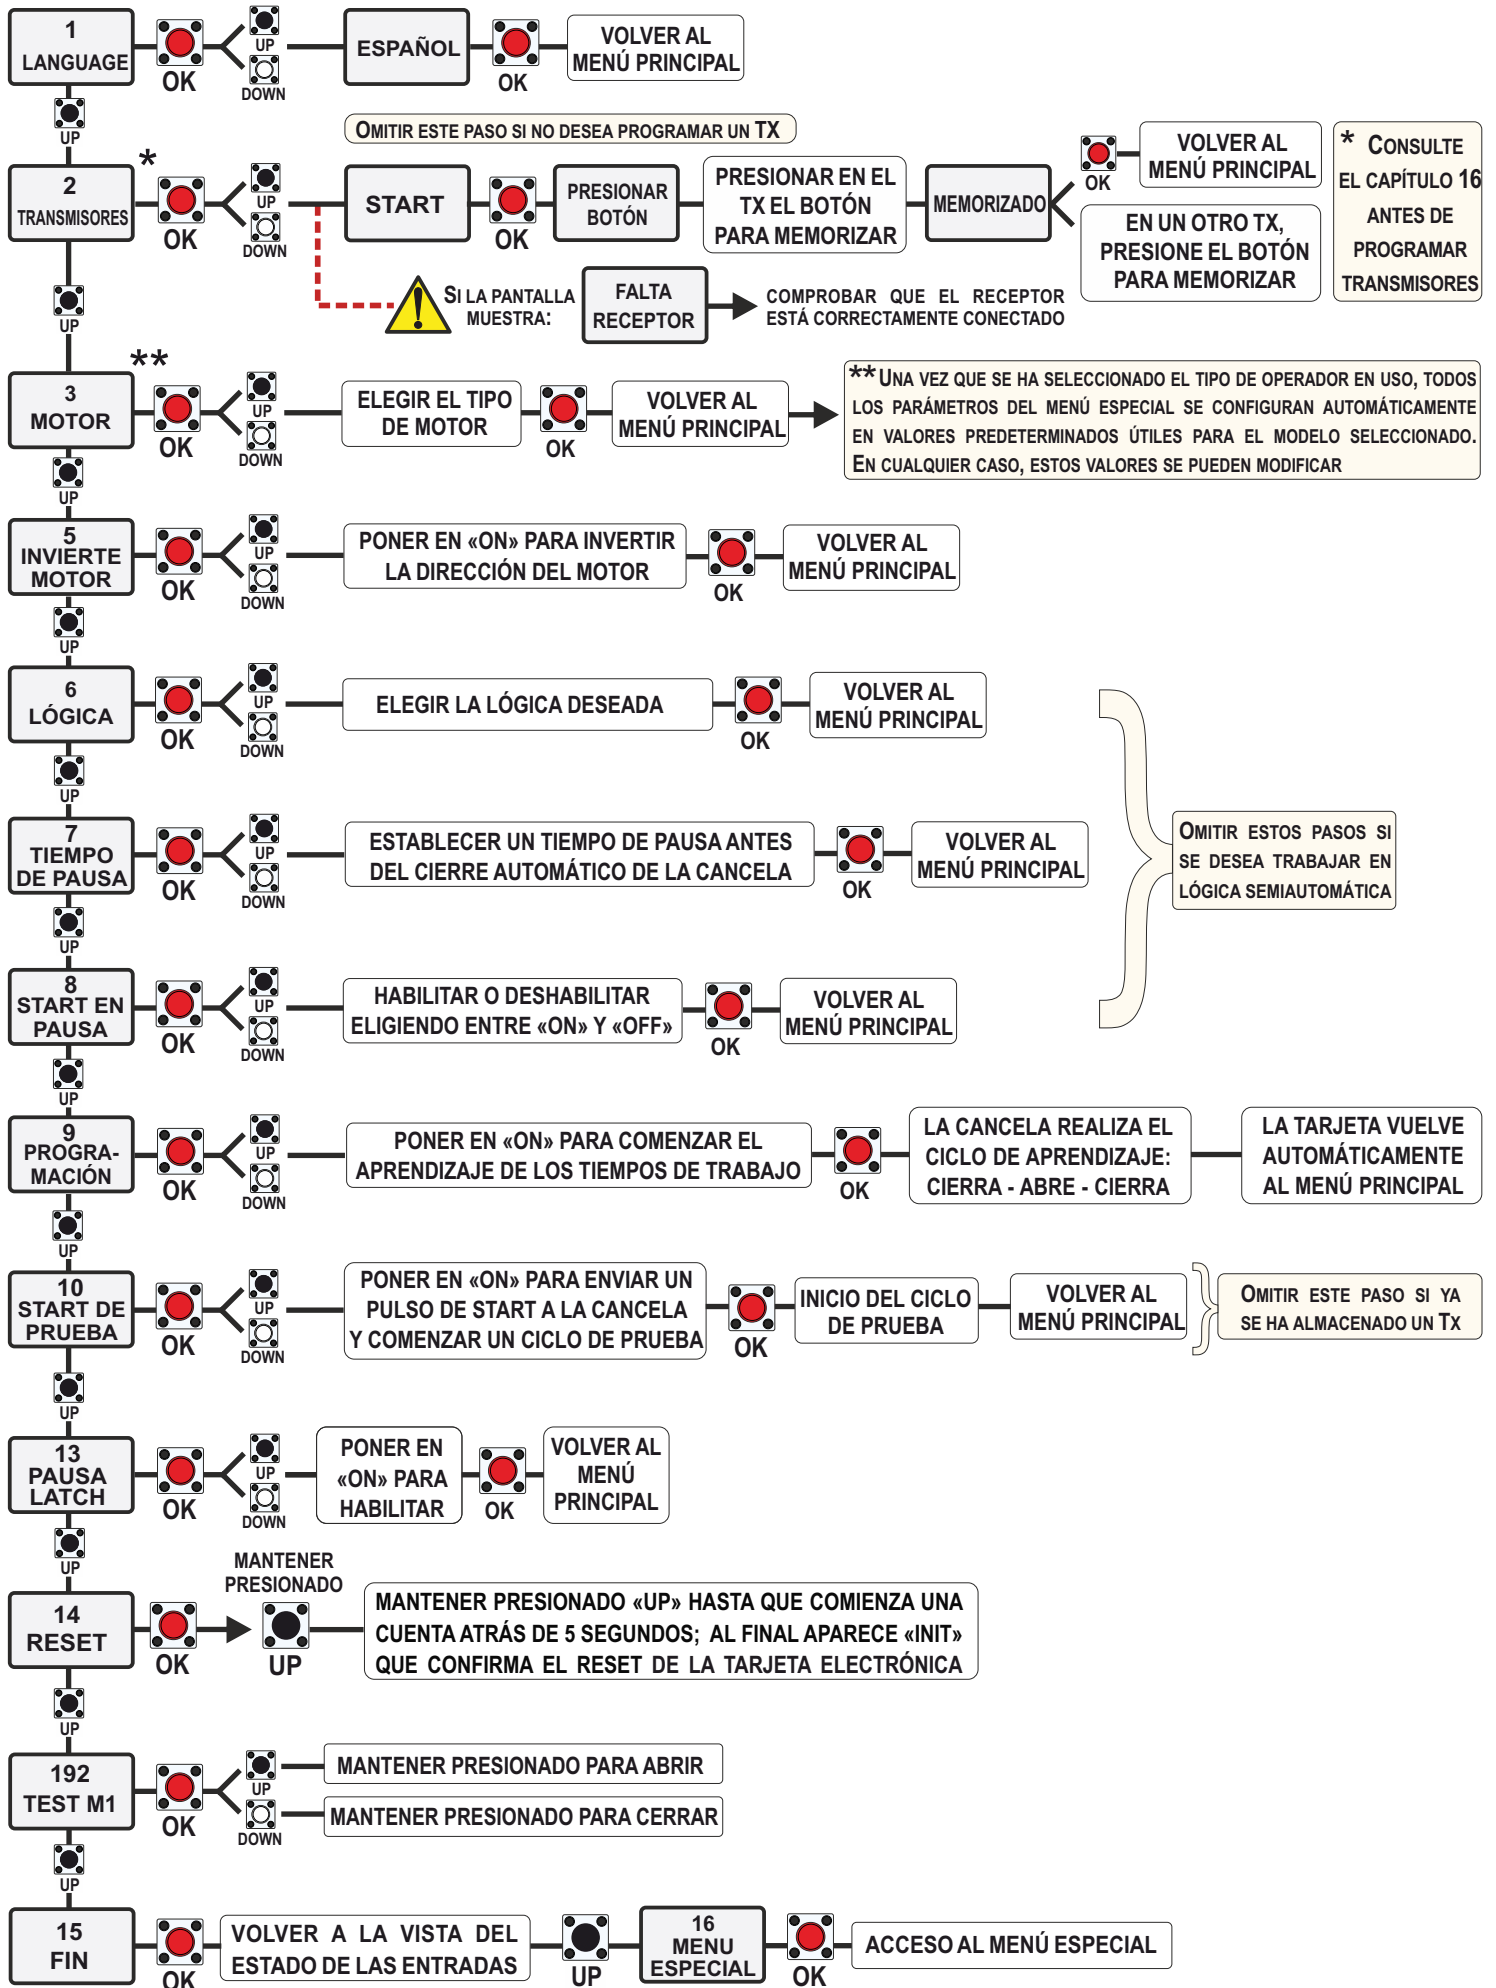 1
LANGUAGE
OK
UP
DOWN
ESPAÑOL
OK
VOLVER AL
MENÚ PRINCIPAL
UP
OMITIR ESTE PASO SI NO DESEA PROGRAMAR UN TX
2
TRANSMISORES
*
OK
UP
DOWN
START
OK
PRESIONAR
BOTÓN
PRESIONAR EN EL
TX EL BOTÓN
PARA MEMORIZAR
MEMORIZADO
OK
VOLVER AL
MENÚ PRINCIPAL
EN UN OTRO TX,
PRESIONE EL BOTÓN
PARA MEMORIZAR
* CONSULTE
EL CAPÍTULO 16
ANTES DE
PROGRAMAR
TRANSMISORES
SI LA PANTALLA
MUESTRA:
FALTA
RECEPTOR
COMPROBAR QUE EL RECEPTOR
ESTÁ CORRECTAMENTE CONECTADO
UP
3
MOTOR
**
OK
UP
DOWN
ELEGIR EL TIPO
DE MOTOR
OK
VOLVER AL
MENÚ PRINCIPAL
** UNA VEZ QUE SE HA SELECCIONADO EL TIPO DE OPERADOR EN USO, TODOS
LOS PARÁMETROS DEL MENÚ ESPECIAL SE CONFIGURAN AUTOMÁTICAMENTE
EN VALORES PREDETERMINADOS ÚTILES PARA EL MODELO SELECCIONADO.
EN CUALQUIER CASO, ESTOS VALORES SE PUEDEN MODIFICAR
UP
5
INVIERTE
MOTOR
OK
UP
DOWN
PONER EN «ON» PARA INVERTIR
LA DIRECCIÓN DEL MOTOR
OK
VOLVER AL
MENÚ PRINCIPAL
UP
6
LÓGICA
OK
UP
DOWN
ELEGIR LA LÓGICA DESEADA
OK
VOLVER AL
MENÚ PRINCIPAL
UP
7
TIEMPO
DE PAUSA
OK
UP
DOWN
ESTABLECER UN TIEMPO DE PAUSA ANTES
DEL CIERRE AUTOMÁTICO DE LA CANCELA
OK
VOLVER AL
MENÚ PRINCIPAL
OMITIR ESTOS PASOS SI
SE DESEA TRABAJAR EN
LÓGICA SEMIAUTOMÁTICA
UP
8
START EN
PAUSA
OK
UP
DOWN
HABILITAR O DESHABILITAR
ELIGIENDO ENTRE «ON» Y «OFF»
OK
VOLVER AL
MENÚ PRINCIPAL
UP
9
PROGRA-
MACIÓN
OK
UP
DOWN
PONER EN «ON» PARA COMENZAR EL
APRENDIZAJE DE LOS TIEMPOS DE TRABAJO
OK
LA CANCELA REALIZA EL
CICLO DE APRENDIZAJE:
CIERRA - ABRE - CIERRA
LA TARJETA VUELVE
AUTOMÁTICAMENTE
AL MENÚ PRINCIPAL
UP
10
START DE
PRUEBA
OK
UP
DOWN
PONER EN «ON» PARA ENVIAR UN
PULSO DE START A LA CANCELA
Y COMENZAR UN CICLO DE PRUEBA
OK
INICIO DEL CICLO
DE PRUEBA
VOLVER AL
MENÚ PRINCIPAL
OMITIR ESTE PASO SI YA
SE HA ALMACENADO UN TX
UP
13
PAUSA
LATCH
OK
UP
DOWN
PONER EN
«ON» PARA
HABILITAR
OK
VOLVER AL
MENÚ
PRINCIPAL
UP
14
RESET
OK
MANTENER
PRESIONADO
UP
MANTENER PRESIONADO «UP» HASTA QUE COMIENZA UNA
CUENTA ATRÁS DE 5 SEGUNDOS; AL FINAL APARECE «INIT»
QUE CONFIRMA EL RESET DE LA TARJETA ELECTRÓNICA
UP
192
TEST M1
OK
UP
DOWN
MANTENER PRESIONADO PARA ABRIR
MANTENER PRESIONADO PARA CERRAR
UP
15
FIN
OK
VOLVER A LA VISTA DEL
ESTADO DE LAS ENTRADAS
UP
16
MENU
ESPECIAL
OK
ACCESO AL MENÚ ESPECIAL